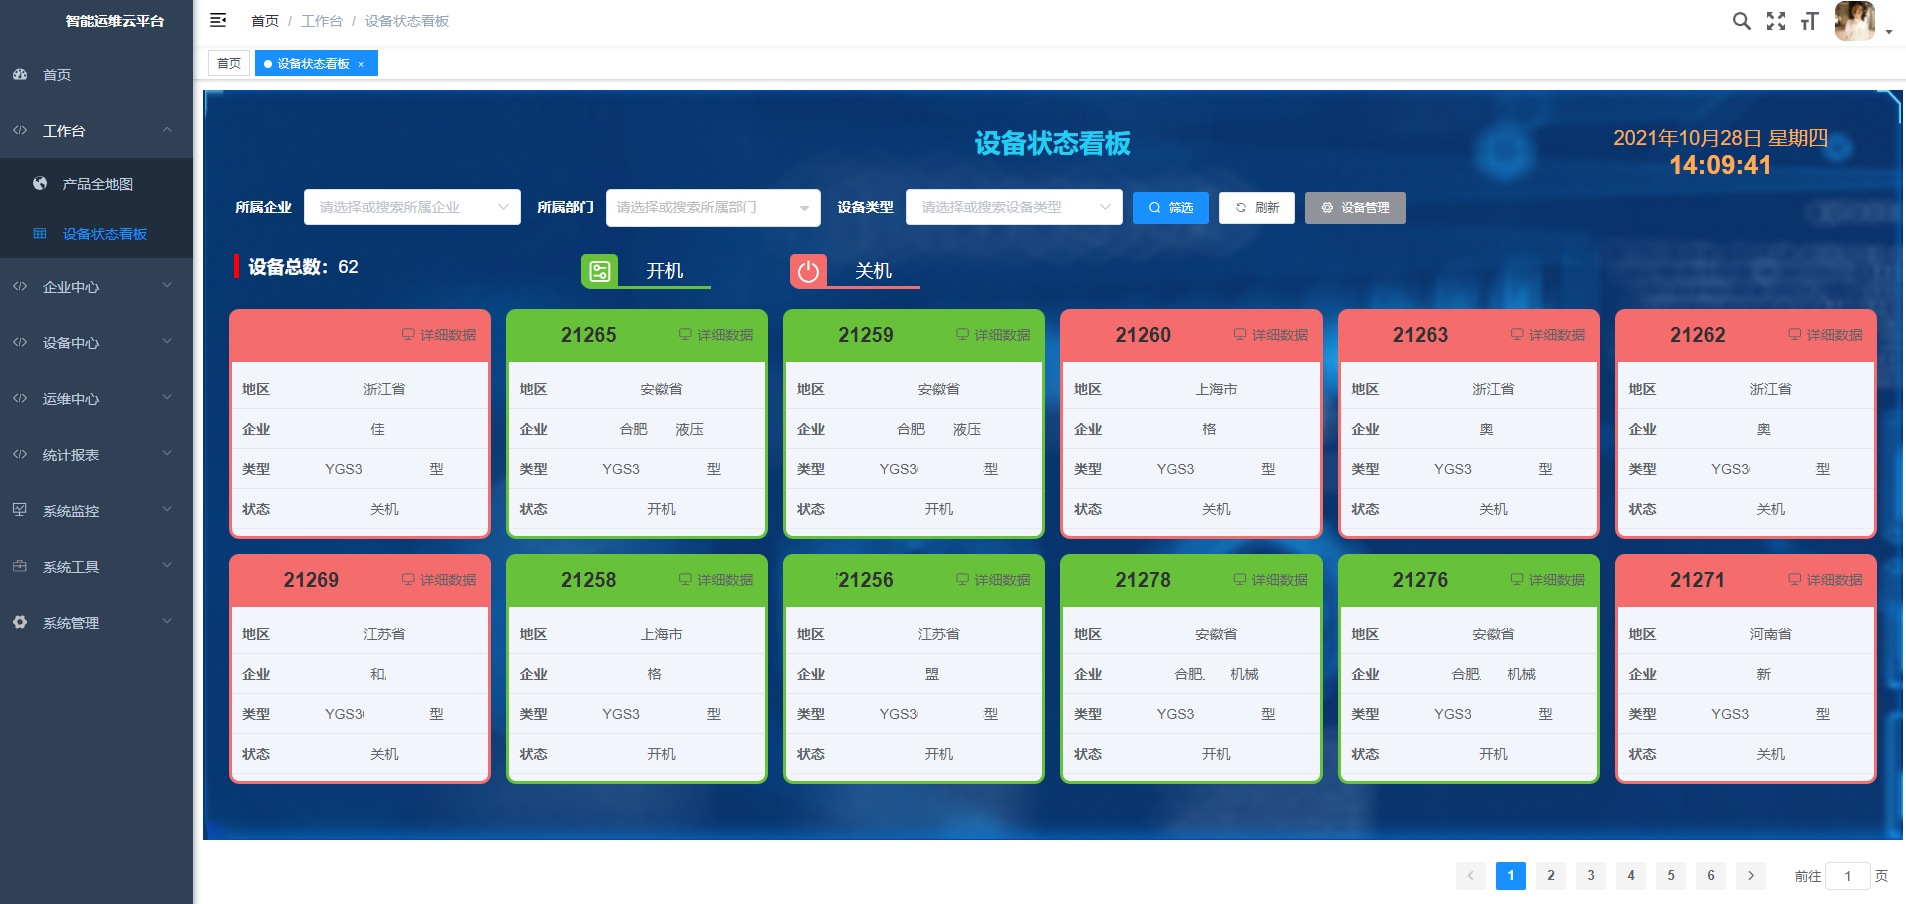 智能运维云平台
首页 / 工作台 / 设备状态看板
首页
设备状态看板 ×
首页
工作台
产品全地图
设备状态看板
企业中心
设备中心
运维中心
统计报表
系统监控
系统工具
系统管理
设备状态看板
2021年10月28日 星期四
14:09:41
所属企业 请选择或搜索所属企业 所属部门 请选择或搜索所属部门 设备类型 请选择或搜索设备类型 筛选 刷新 设备管理
设备总数：62 开机 关机
详细数据 21265 详细数据 21259 详细数据 21260 详细数据 21263 详细数据 21262 详细数据
地区 浙江省 地区 安徽省 地区 安徽省 地区 上海市 地区 浙江省 地区 浙江省
企业 佳 企业 合肥 液压 企业 合肥 液压 企业 格 企业 奥 企业 奥
类型 YGS3 型 类型 YGS3 型 类型 YGS3 型 类型 YGS3 型 类型 YGS3 型 类型 YGS3 型
状态 关机 状态 开机 状态 开机 状态 关机 状态 关机 状态 关机
21269 详细数据 21258 详细数据 21256 详细数据 21278 详细数据 21276 详细数据 21271 详细数据
地区 江苏省 地区 上海市 地区 江苏省 地区 安徽省 地区 安徽省 地区 河南省
企业 和 企业 格 企业 盟 企业 合肥 机械 企业 合肥 机械 企业 新
类型 YGS3 型 类型 YGS3 型 类型 YGS3 型 类型 YGS3 型 类型 YGS3 型 类型 YGS3 型
状态 关机 状态 开机 状态 开机 状态 开机 状态 开机 状态 关机
1 2 3 4 5 6 前往 1 页